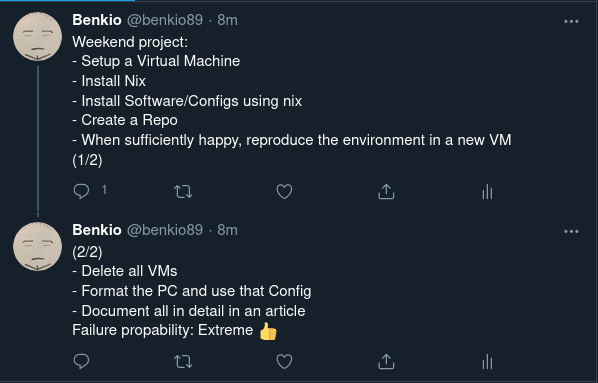 Benkio @benkio89 · 8m
Weekend project:
- Setup a Virtual Machine
- Install Nix
- Install Software/Configs using nix
- Create a Repo
- When sufficiently happy, reproduce the environment in a new VM
(1/2)
1
Benkio @benkio89 · 8m
(2/2)
- Delete all VMs
- Format the PC and use that Config
- Document all in detail in an article
Failure propability: Extreme 👍